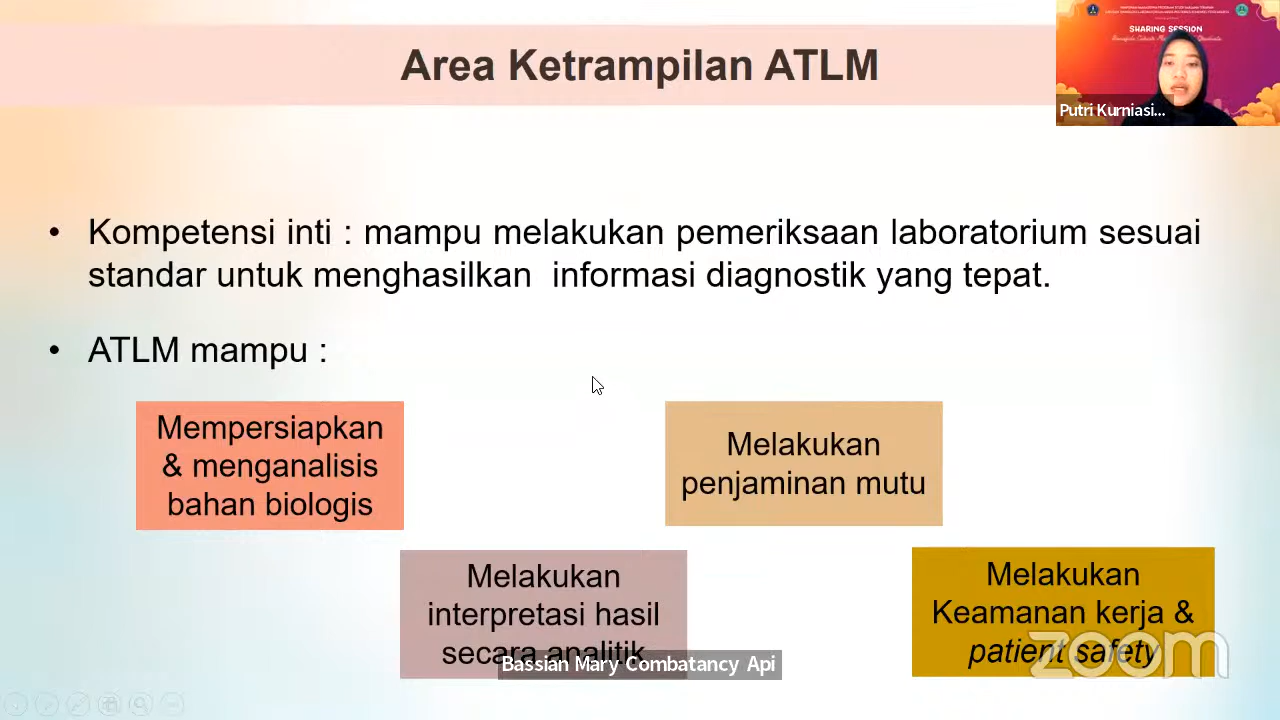 Area Ketrampilan ATLM
SHARING SESSION
Putri Kurniasi...
• Kompetensi inti : mampu melakukan pemeriksaan laboratorium sesuai
standar untuk menghasilkan informasi diagnostik yang tepat.
• ATLM mampu :
Mempersiapkan
& menganalisis
bahan biologis
Melakukan
penjaminan mutu
Melakukan
interpretasi hasil
secara analitik
Melakukan
Keamanan kerja &
patient safety
Bassian Mary Combatancy Api
zoom